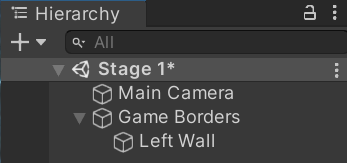 Hierarchy
All
Stage 1*
Main Camera
Game Borders
Left Wall